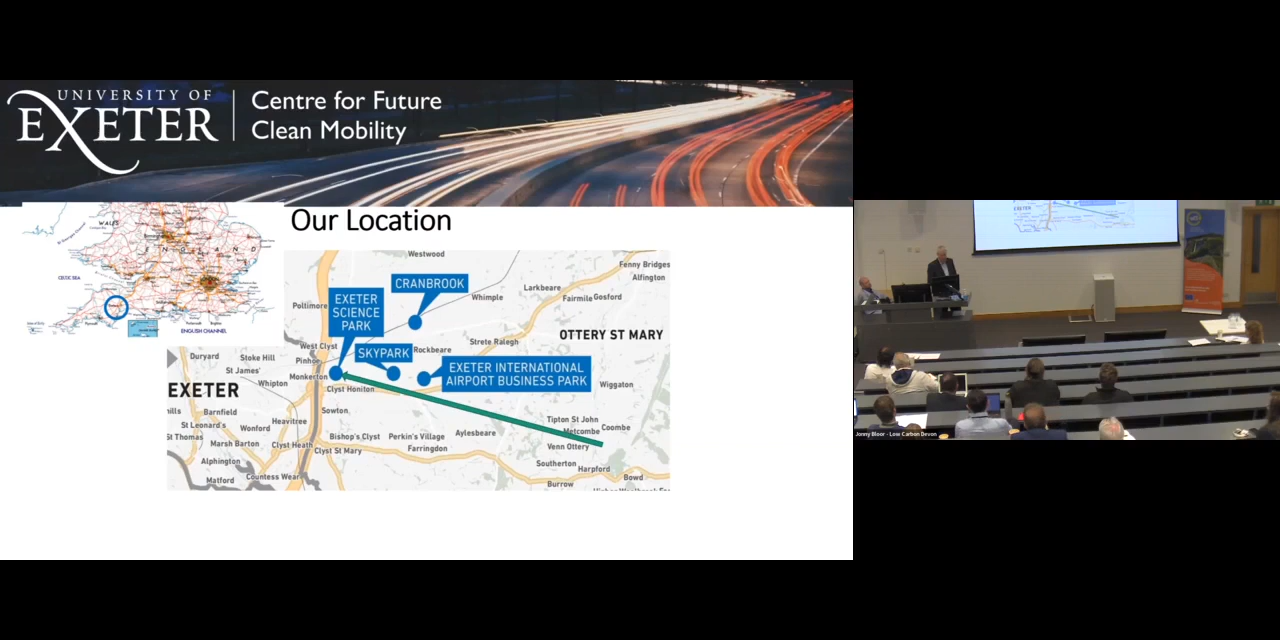 UNIVERSITY OF
EXETER
Centre for Future
Clean Mobility
Our Location
WALES
ENGLAND
CELTIC SEA
ENGLISH CHANNEL
Westwood
Fenny Bridges
Alfington
CRANBROOK
Larkbeare
Whimple
Fairmile
Gosford
Poltimore
EXETER
SCIENCE
PARK
OTTERY ST MARY
Strete Ralegh
West Clyst
SKYPARK
Rockbeare
Duryard
Stoke Hill
Pinhoe
St James'
Monkerton
EXETER INTERNATIONAL
AIRPORT BUSINESS PARK
Wiggaton
EXETER
Whipton
Clyst Honiton
Sowton
Barnfield
Heavitree
Tipton St John
St Leonard's
Wonford
Metcombe
Coombe
St Thomas
Marsh Barton
Clyst Heath
Bishop's Clyst
Perkin's Village
Aylesbeare
Venn Ottery
Clyst St Mary
Farringdon
Alphington
Southerton
Harpford
Matford
Countess Wear
Bowd
Burrow
Jonny Bloor - Low Carbon Devon